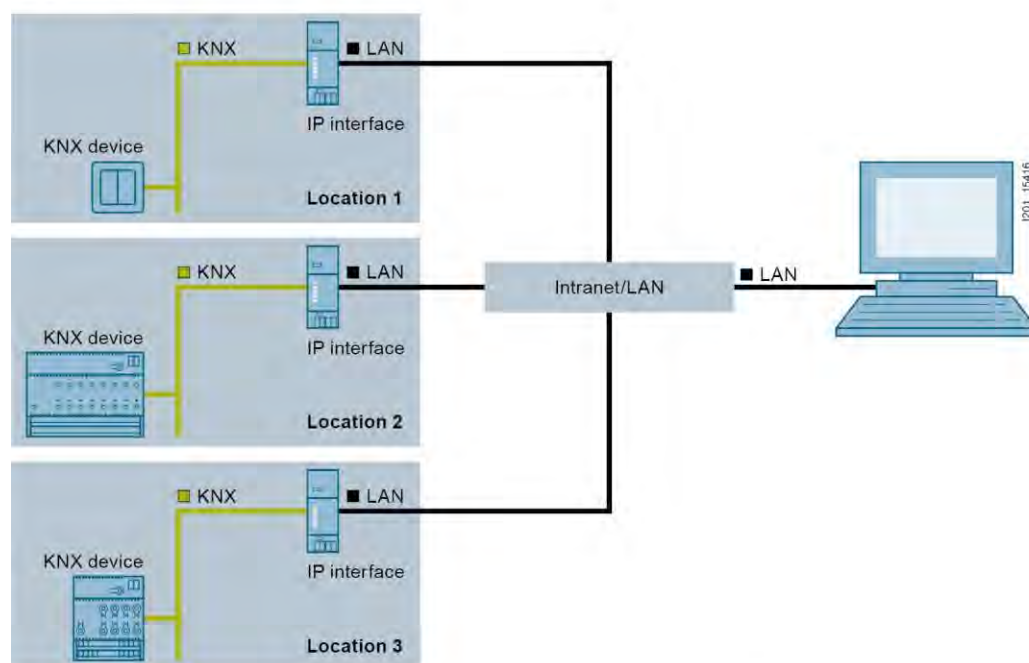 KNX
LAN
IP interface
KNX device
Location 1
KNX
LAN
IP interface
KNX device
Location 2
KNX
LAN
IP interface
KNX device
Location 3
Intranet/LAN
LAN
I201_15416